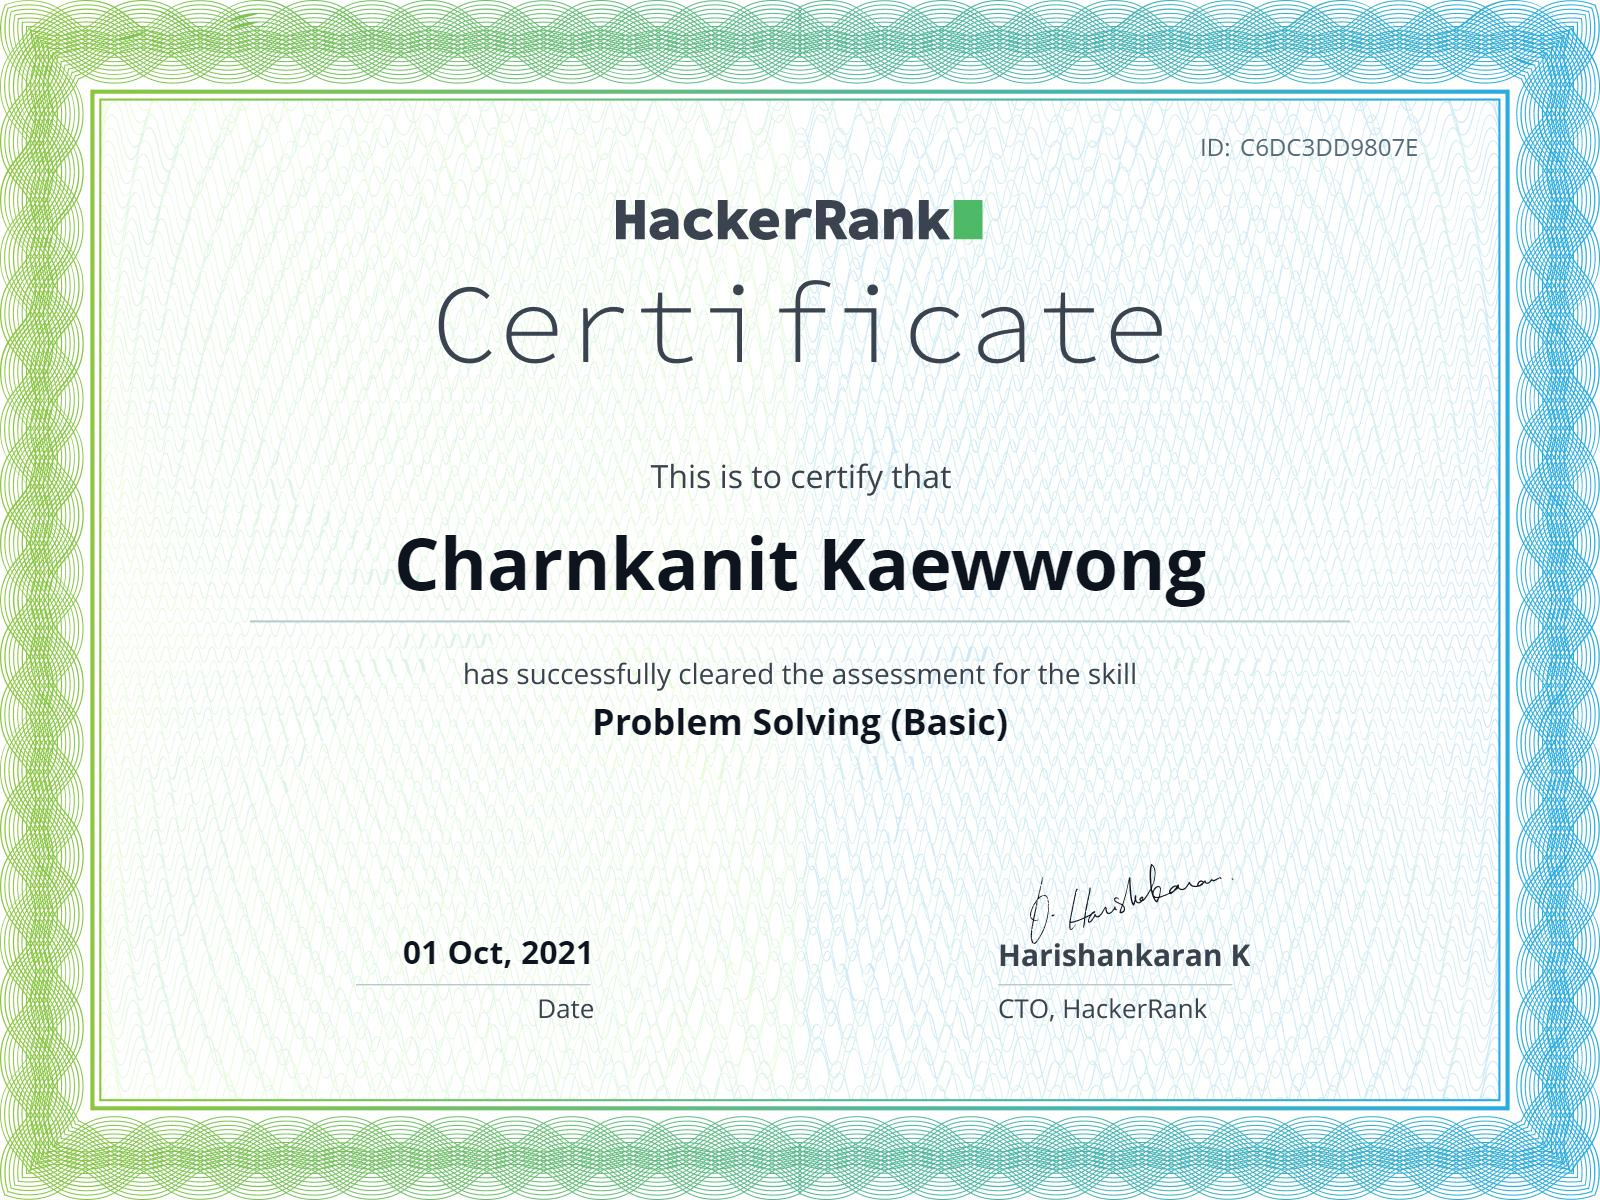 ID: C6DC3DD9807E
HackerRank
Certificate
This is to certify that
Charnkanit Kaewwong
has successfully cleared the assessment for the skill
Problem Solving (Basic)
01 Oct, 2021
Date
Harishankaran
Harishankaran K
CTO, HackerRank